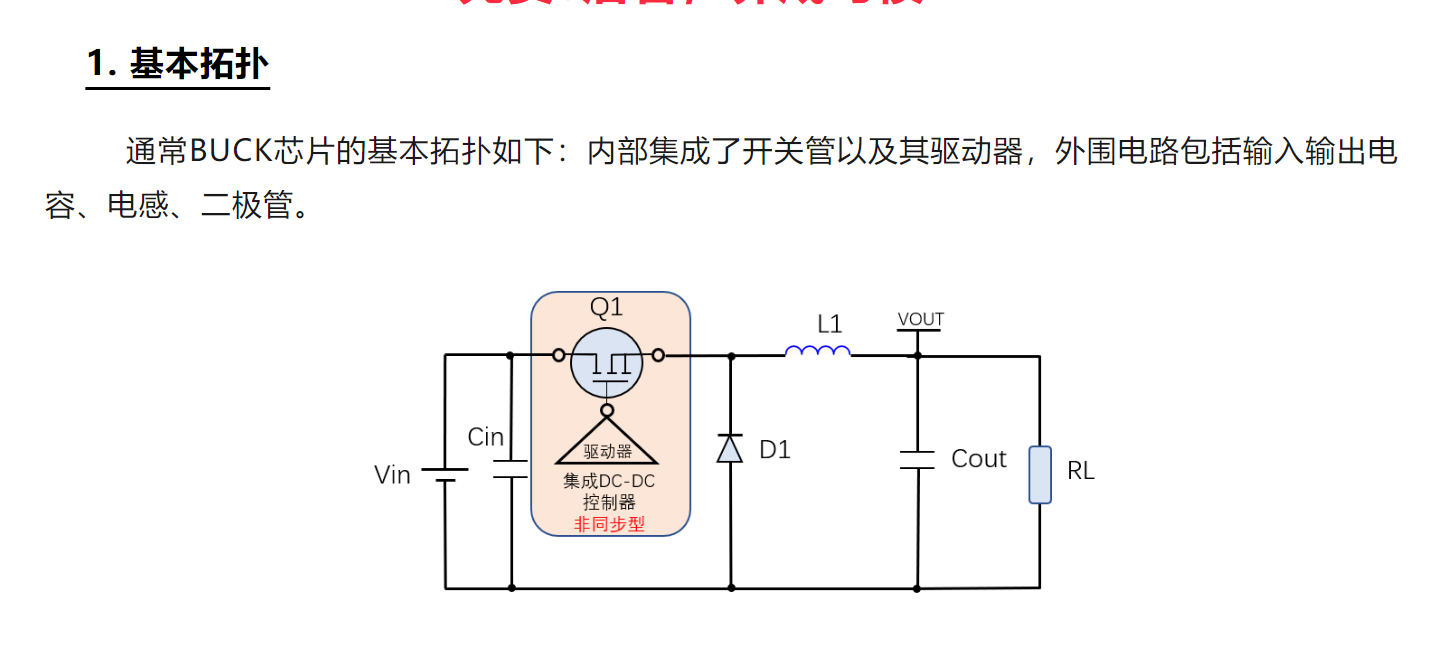 1. 基本拓扑
通常BUCK芯片的基本拓扑如下：内部集成了开关管以及其驱动器，外围电路包括输入输出电
容、电感、二极管。
Q1
L1
VOUT
Cin
驱动器
D1
Cout
Vin
RL
集成DC-DC
控制器
非同步型